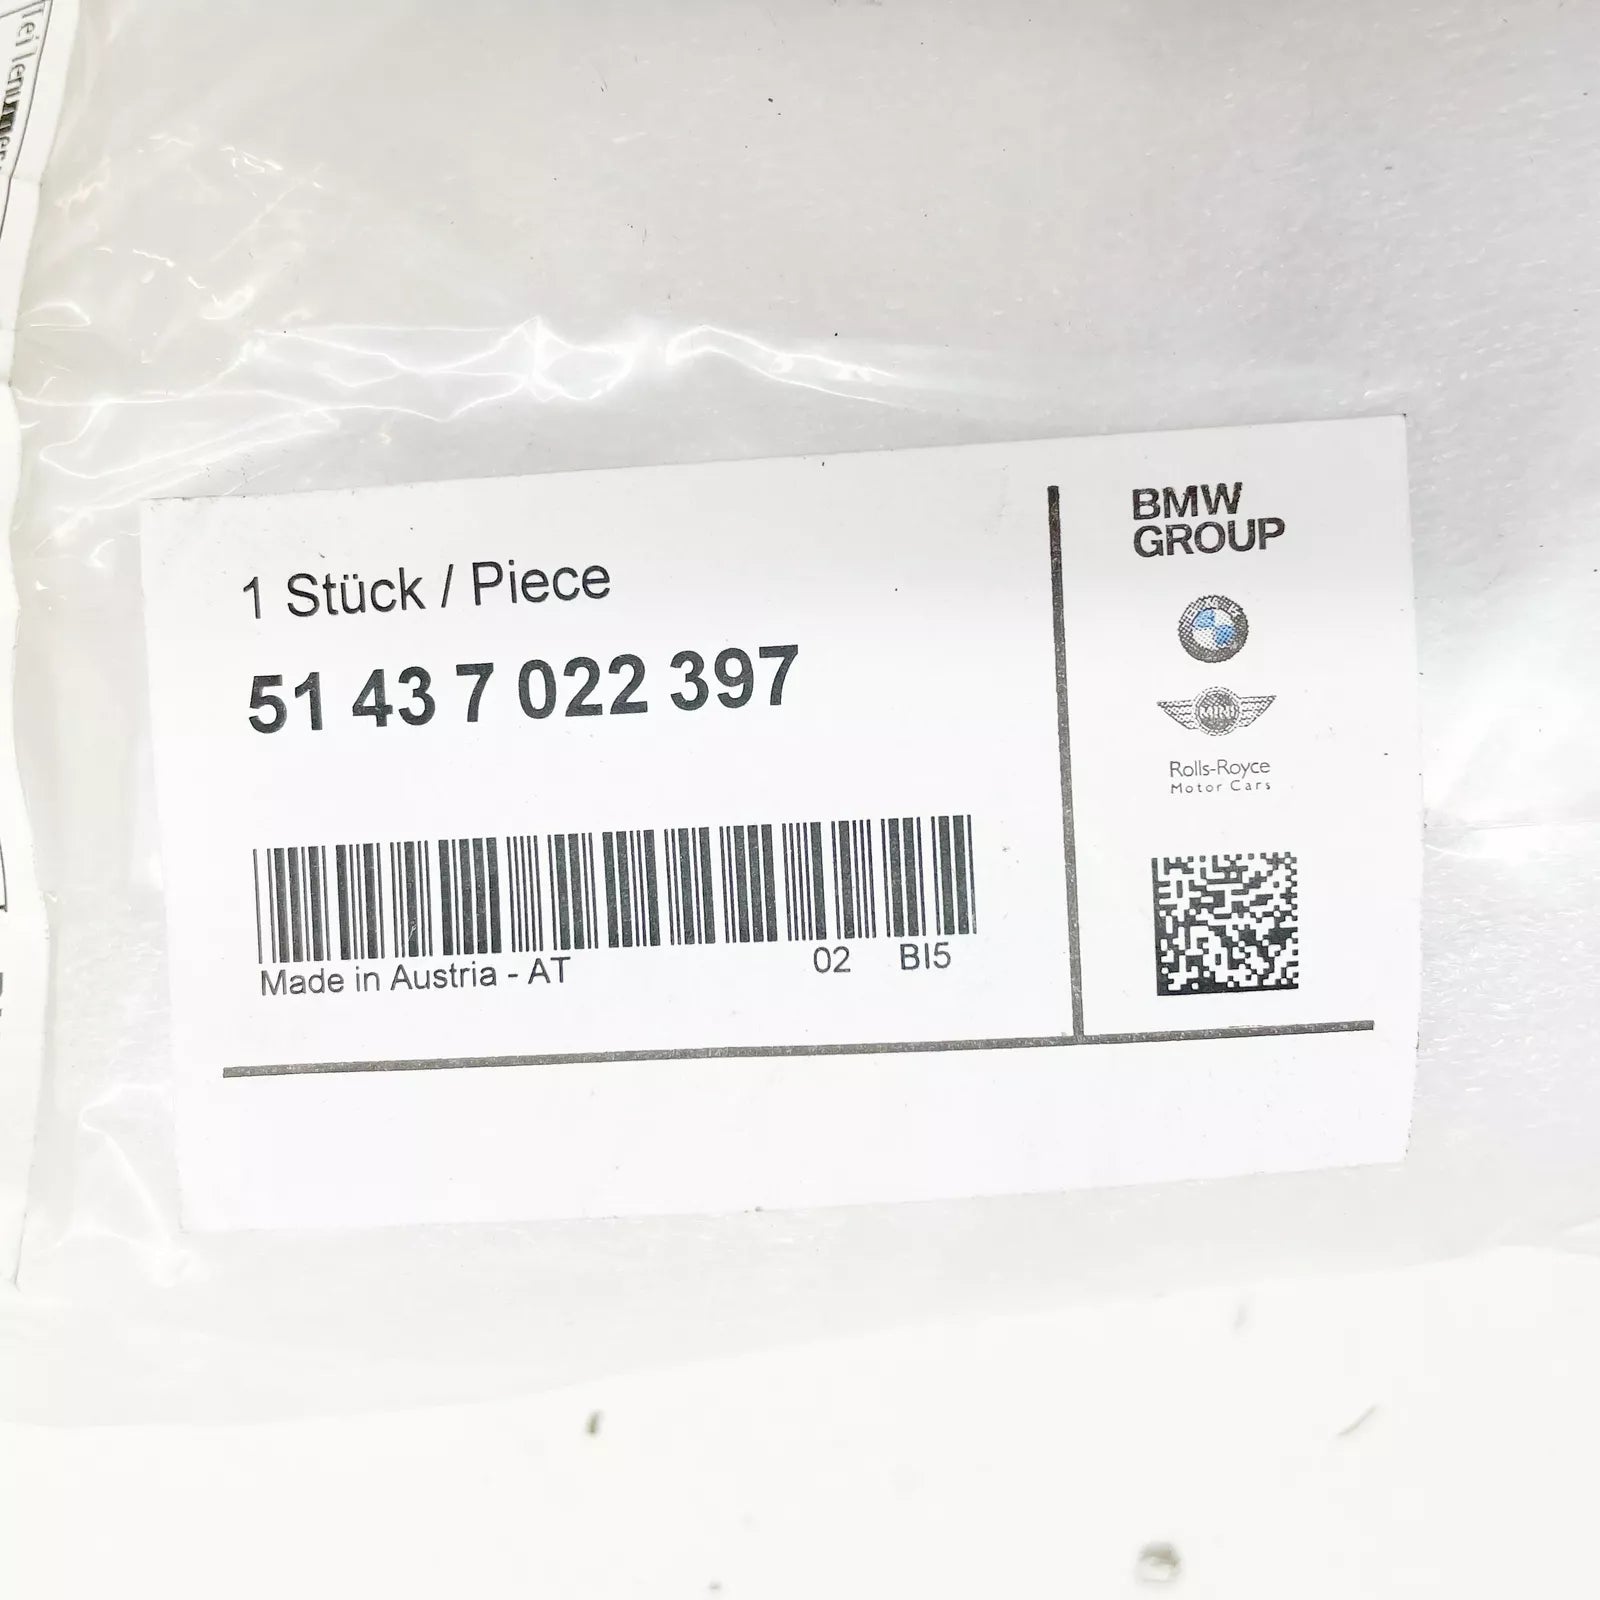 1 Stück / Piece
51 43 7 022 397
Made in Austria - AT 02 BI5
BMW
GROUP
MINI
Rolls-Royce
Motor Cars